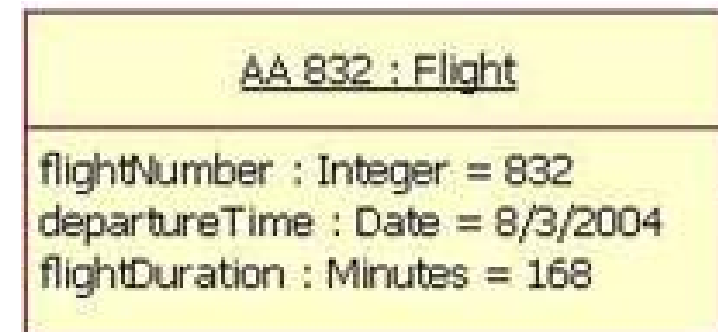 AA 832 : Flight
flightNumber : Integer = 832
departureTime : Date = 8/3/2004
flightDuration : Minutes = 168